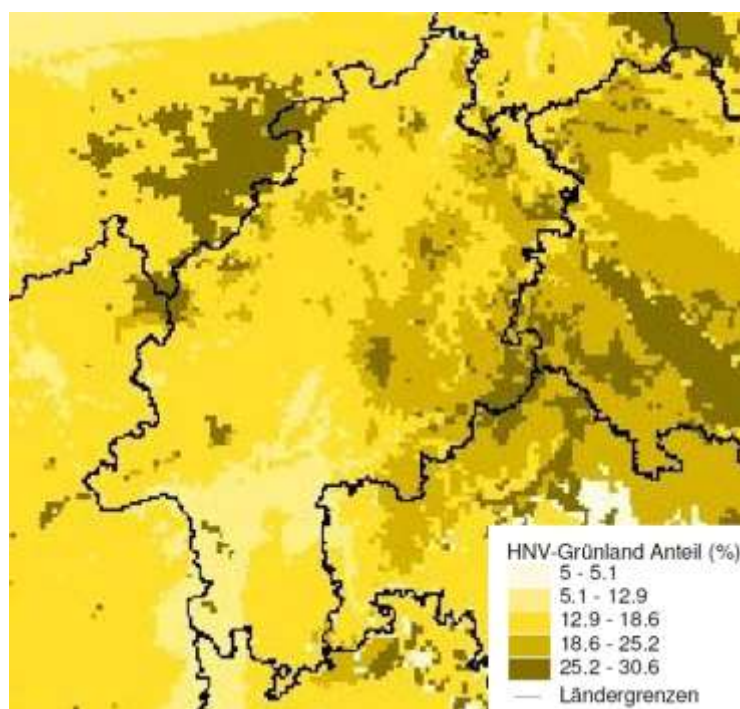 HNV-Grünland Anteil (%)
5 - 5.1
5.1 - 12.9
12.9 - 18.6
18.6 - 25.2
25.2 - 30.6
Ländergrenzen